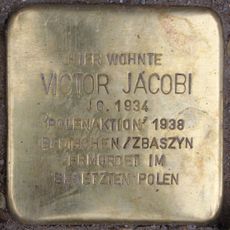 HIER WOHNTE
VICTOR JACOBI
JG. 1934
"POLENAKTION" 1938
BENTSCHEN/ZBASZYN
ERMORDET IM
BESETZTEN POLEN